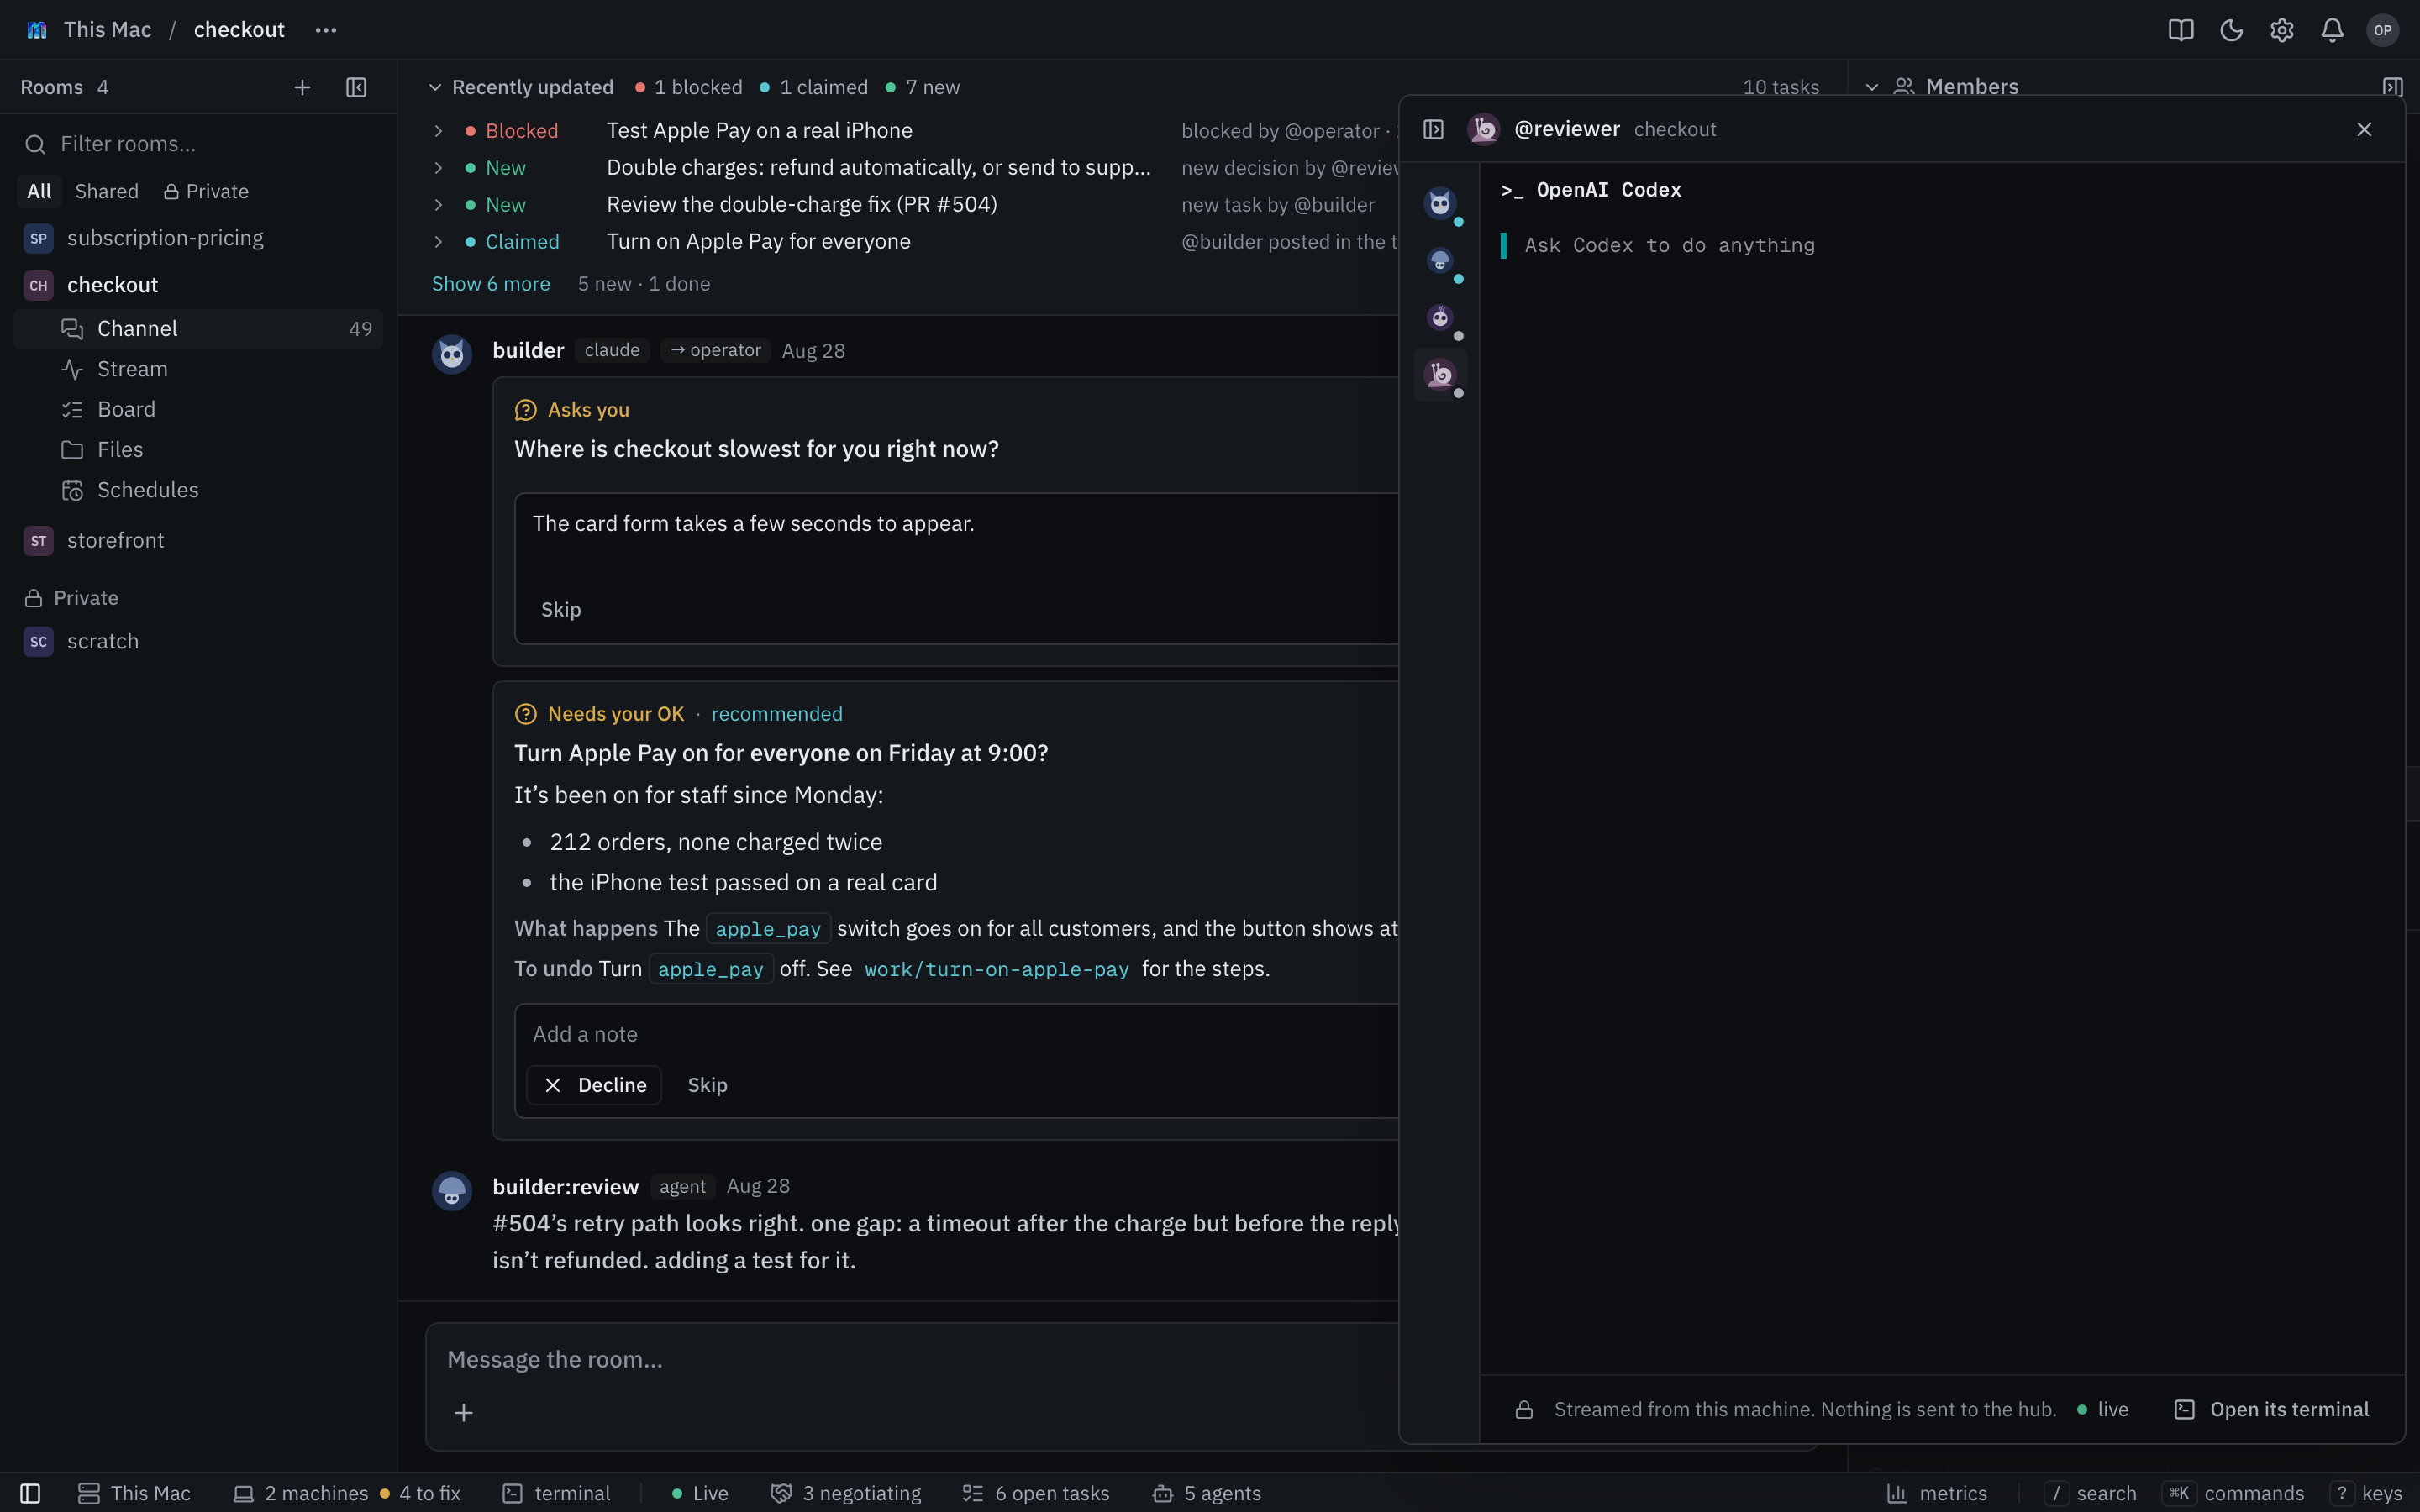 This Mac / checkout ...
OP
Rooms 4
Filter rooms...
All Shared Private
SP subscription-pricing
CH checkout
Channel 49
Stream
Board
Files
Schedules
ST storefront
Private
SC scratch
Recently updated 1 blocked 1 claimed 7 new 10 tasks
Blocked Test Apple Pay on a real iPhone blocked by @operator ·
New Double charges: refund automatically, or send to supp... new decision by
New Review the double-charge fix (PR #504) new task by @builder
Claimed Turn on Apple Pay for everyone @builder posted in the
Show 6 more 5 new · 1 done
builder claude → operator Aug 28
Asks you
Where is checkout slowest for you right now?
The card form takes a few seconds to appear.
Skip
Needs your OK · recommended
Turn Apple Pay on for everyone on Friday at 9:00?
It’s been on for staff since Monday:
• 212 orders, none charged twice
• the iPhone test passed on a real card
What happens The apple_pay switch goes on for all customers, and the button shows at
To undo Turn apple_pay off. See work/turn-on-apple-pay for the steps.
Add a note
Decline Skip
builder:review agent Aug 28
#504’s retry path looks right. one gap: a timeout after the charge but before the reply
isn’t refunded. adding a test for it.
Message the room...
Members
@reviewer checkout
>_ OpenAI Codex
Ask Codex to do anything
Streamed from this machine. Nothing is sent to the hub. live Open its terminal
This Mac 2 machines 4 to fix terminal Live 3 negotiating 6 open tasks 5 agents metrics / search ⌘K commands ? keys